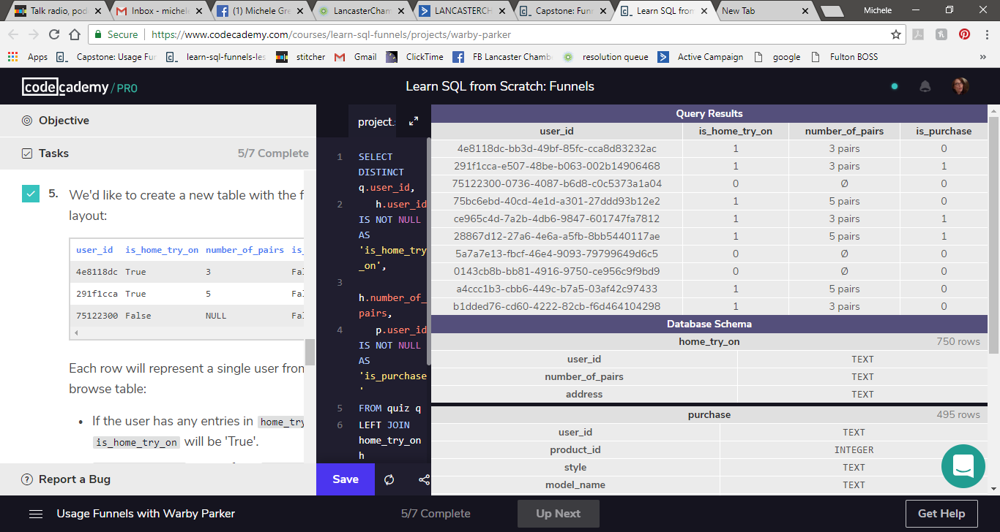 Talk radio, pod
Inbox - michele
(1) Michele Gre
LancasterCham
LANCASTERCH
Capstone: Fun
Learn SQL from
New Tab
Michele
Secure
https://www.codecademy.com/courses/learn-sql-funnels/projects/warby-parker
Apps
Capstone: Usage Fur
learn-sql-funnels-les
stitcher
Gmail
ClickTime
FB Lancaster Chamb
resolution queue
Active Campaign
google
Fulton BOSS
»
codecademy / PRO
Learn SQL from Scratch: Funnels
Objective
Tasks 5/7 Complete
5. We'd like to create a new table with the f
layout:
user_id is_home_try_on number_of_pairs is_
4e8118dc True 3 Fal
291f1cca True 5 Fal
75122300 False NULL Fal
Each row will represent a single user from
browse table:
• If the user has any entries in home_try
is_home_try_on will be 'True'.
Report a Bug
project.
1 SELECT
DISTINCT
q.user_id,
2 h.user_id
IS NOT NULL
AS
'is_home_try
_on',
3
h.number_of_
pairs,
4 p.user_id
IS NOT NULL
AS
'is_purchase
'
5 FROM quiz q
6 LEFT JOIN
home_try_on
h
Save
Query Results
user_id is_home_try_on number_of_pairs is_purchase
4e8118dc-bb3d-49bf-85fc-cca8d83232ac 1 3 pairs 0
291f1cca-e507-48be-b063-002b14906468 1 3 pairs 1
75122300-0736-4087-b6d8-c0c5373a1a04 0 Ø 0
75bc6ebd-40cd-4e1d-a301-27ddd93b12e2 1 5 pairs 0
ce965c4d-7a2b-4db6-9847-601747fa7812 1 3 pairs 1
28867d12-27a6-4e6a-a5fb-8bb5440117ae 1 5 pairs 1
5a7a7e13-fbcf-46e4-9093-79799649d6c5 0 Ø 0
0143cb8b-bb81-4916-9750-ce956c9f9bd9 0 Ø 0
a4ccc1b3-cbb6-449c-b7a5-03af42c97433 1 5 pairs 0
b1dded76-cd60-4222-82cb-f6d464104298 1 3 pairs 0
Database Schema
home_try_on 750 rows
user_id TEXT
number_of_pairs TEXT
address TEXT
purchase 495 rows
user_id TEXT
product_id INTEGER
style TEXT
model_name TEXT
Usage Funnels with Warby Parker
5/7 Complete
Up Next
Get Help